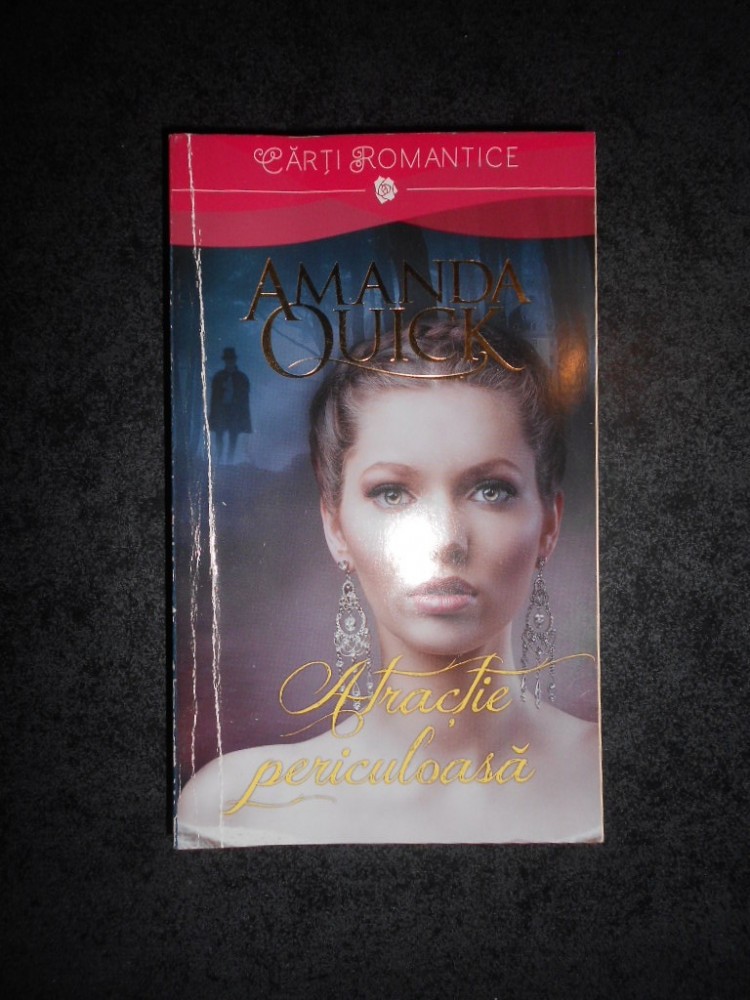 CĂRȚI ROMANTICE
AMANDA
QUICK
Atracție
periculoasă